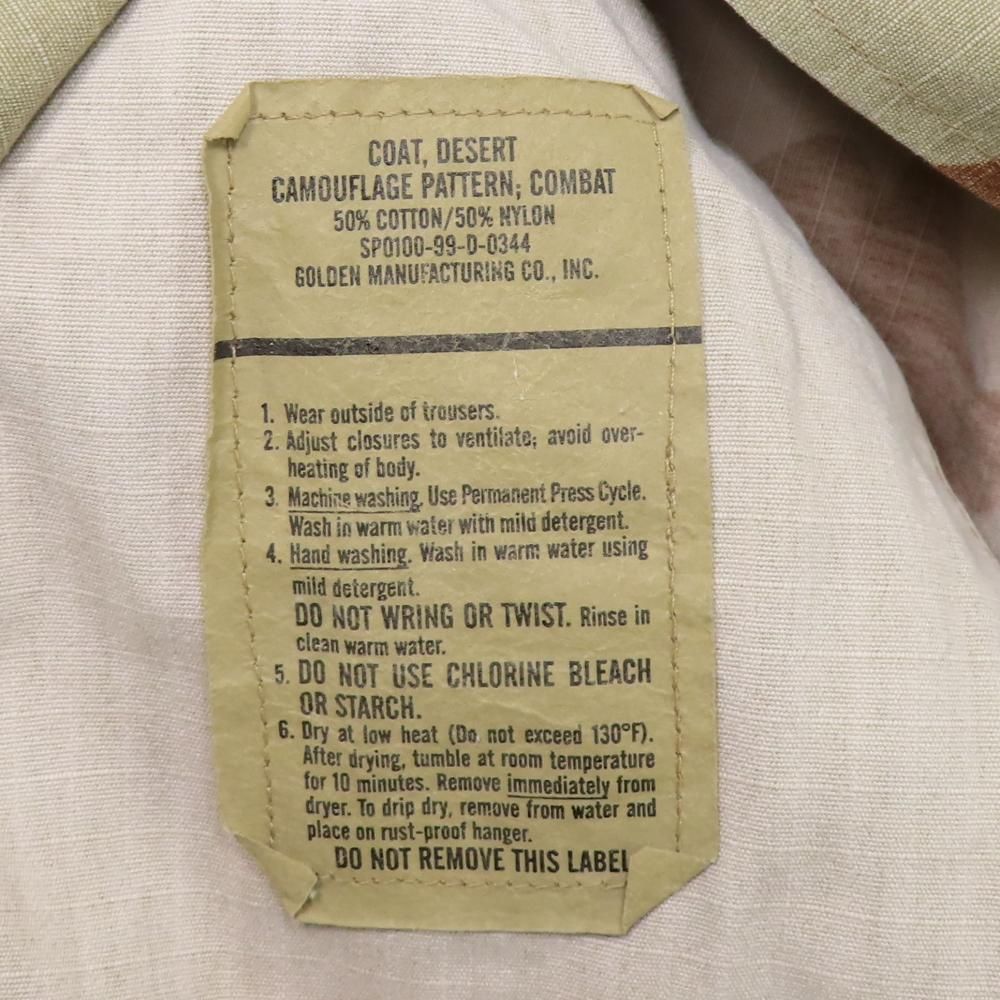 COAT, DESERT
CAMOUFLAGE PATTERN; COMBAT
50% COTTON/50% NYLON
SP0100-99-D-0344
GOLDEN MANUFACTURING CO., INC.
1. Wear outside of trousers.
2. Adjust closures to ventilate; avoid over-
heating of body.
3. Machine washing. Use Permanent Press Cycle.
Wash in warm water with mild detergent.
4. Hand washing. Wash in warm water using
mild detergent.
DO NOT WRING OR TWIST. Rinse in
clean warm water.
5. DO NOT USE CHLORINE BLEACH
OR STARCH.
6. Dry at low heat (Do not exceed 130°F).
After drying, tumble at room temperature
for 10 minutes. Remove immediately from
dryer. To drip dry, remove from water and
place on rust-proof hanger.
DO NOT REMOVE THIS LABEL